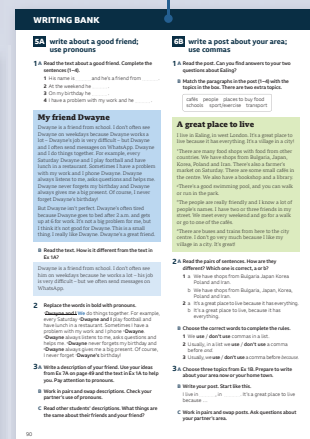 WRITING BANK
5A write about a good friend;
use pronouns
1 A Read the text about a good friend. Complete the
sentences (1–4).
1 His name is and he's a friend from .
2 At the weekend he .
3 On my birthday he .
4 I have a problem with my work and he .
My friend Dwayne
Dwayne is a friend from school. I don't often see
Dwayne on weekdays because Dwayne works a
lot – Dwayne's job is very difficult – but Dwayne
and I often send messages on WhatsApp. Dwayne
and I do things together. For example, every
Saturday Dwayne and I play football and have
lunch in a restaurant. Sometimes I have a problem
with my work and I phone Dwayne. Dwayne
always listens to me, asks questions and helps me.
Dwayne never forgets my birthday and Dwayne
always gives me a big present. Of course, I never
forget Dwayne's birthday!
But Dwayne isn't perfect. Dwayne's often tired
because Dwayne goes to bed after 2 a.m. and gets
up at 6 for work. It's not a big problem for me, but
I think it's not good for Dwayne. This is a small
thing. I really like Dwayne. Dwayne's a great friend.
B Read the text. How is it different from the text in
Ex 1A?
Dwayne is a friend from school. I don't often see
him on weekdays because he works a lot – his job
is very difficult – but we often send messages on
WhatsApp.
2 Replace the words in bold with pronouns.
Dwayne and I We do things together. For example,
every Saturday Dwayne and I play football and
have lunch in a restaurant. Sometimes I have a
problem with my work and I phone Dwayne.
Dwayne always listens to me, asks questions and
helps me. Dwayne never forgets my birthday and
Dwayne always gives me a big present. Of course,
I never forget Dwayne's birthday!
3 A Write a description of your friend. Use your ideas
from Ex 7A on page 49 and the text in Ex 1A to help
you. Pay attention to pronouns.
B Work in pairs and swap descriptions. Check your
partner's use of pronouns.
C Read other students' descriptions. What things are
the same about their friends and your friend?
90
6B write a post about your area;
use commas
1 A Read the post. Can you find the answers to your two
questions about Ealing?
B Match the paragraphs in the post (1–4) with the
topics in the box. There are two extra topics.
cafés people places to buy food
schools sport/exercise transport
A great place to live
I live in Ealing, in west London. It's a great place to
live because it has everything. It's a village in a city!
There are many food shops with food from other
countries. We have shops from Bulgaria, Japan,
Korea, Poland and Iran. There's also a farmer's
market on Saturday. There are some small cafés in
the centre. We also have a bookshop and a library.
There's a good swimming pool, and you can walk
or run in the park.
The people are really friendly and I know a lot of
people's names. I have two or three friends in my
street. We meet every weekend and go for a walk
or go to one of the cafés.
There are buses and trains from here to the city
centre. I don't go very much because I like my
village in a city. It's great!
2 A Read the pairs of sentences. How are they
different? Which one is correct, a or b?
1 a We have shops from Bulgaria Japan Korea
Poland and Iran.
b We have shops from Bulgaria, Japan, Korea,
Poland and Iran.
2 a It's a great place to live because it has everything.
b It's a great place to live, because it has
everything.
B Choose the correct words to complete the rules.
1 We use / don't use commas in a list.
2 Usually, in a list we use / don't use a comma
before and.
3 Usually, we use / don't use a comma before because.
3 A Choose three topics from Ex 1B. Prepare to write
about your area now or your home town.
B Write your post. Start like this.
I live in , in . It's a great place to live
because …
C Work in pairs and swap posts. Ask questions about
your partner's area.